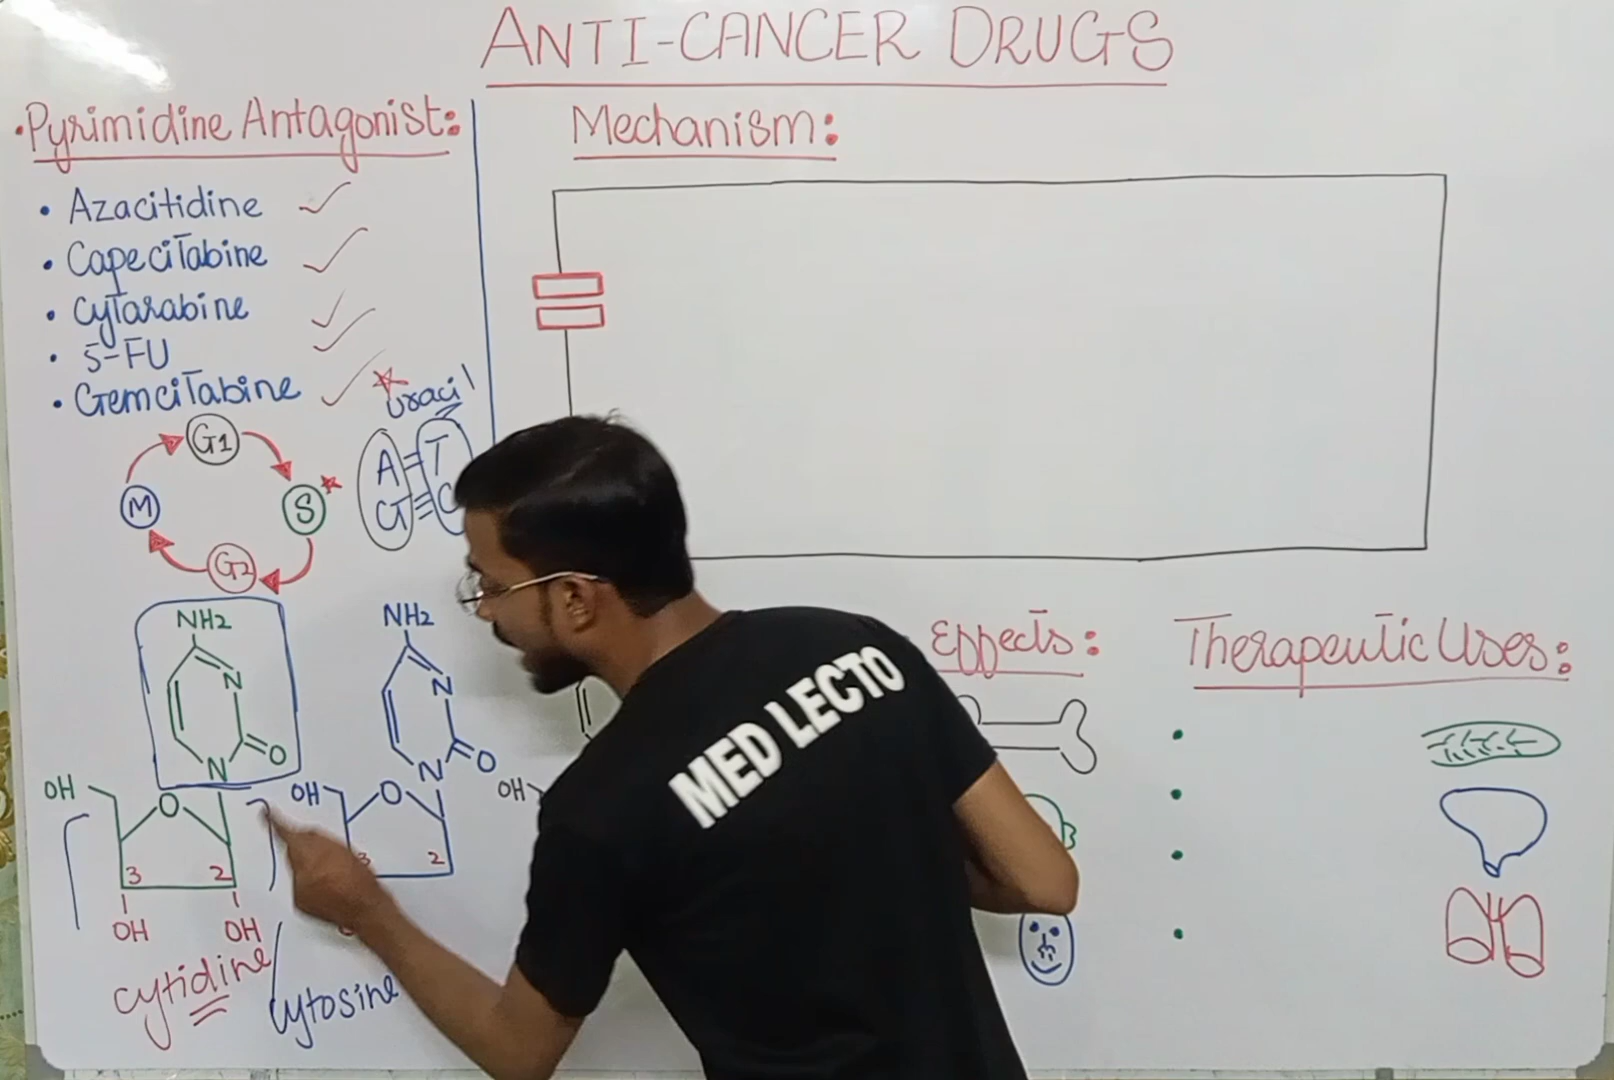 ANTI-CANCER DRUGS
• Pyrimidine Antagonist:
• Azacitidine
• Capecitabine
• Cytarabine
• 5-FU
• Gemcitabine
Uracil
A = T
G ≡ C
G1
S
G2
M
Mechanism:
NH2
N
N
O
OH
O
3 2
OH OH
Cytidine / Cytosine
NH2
N
N
O
OH
O
3 2
OH
MED LECTO
Effects:
Therapeutic Uses: